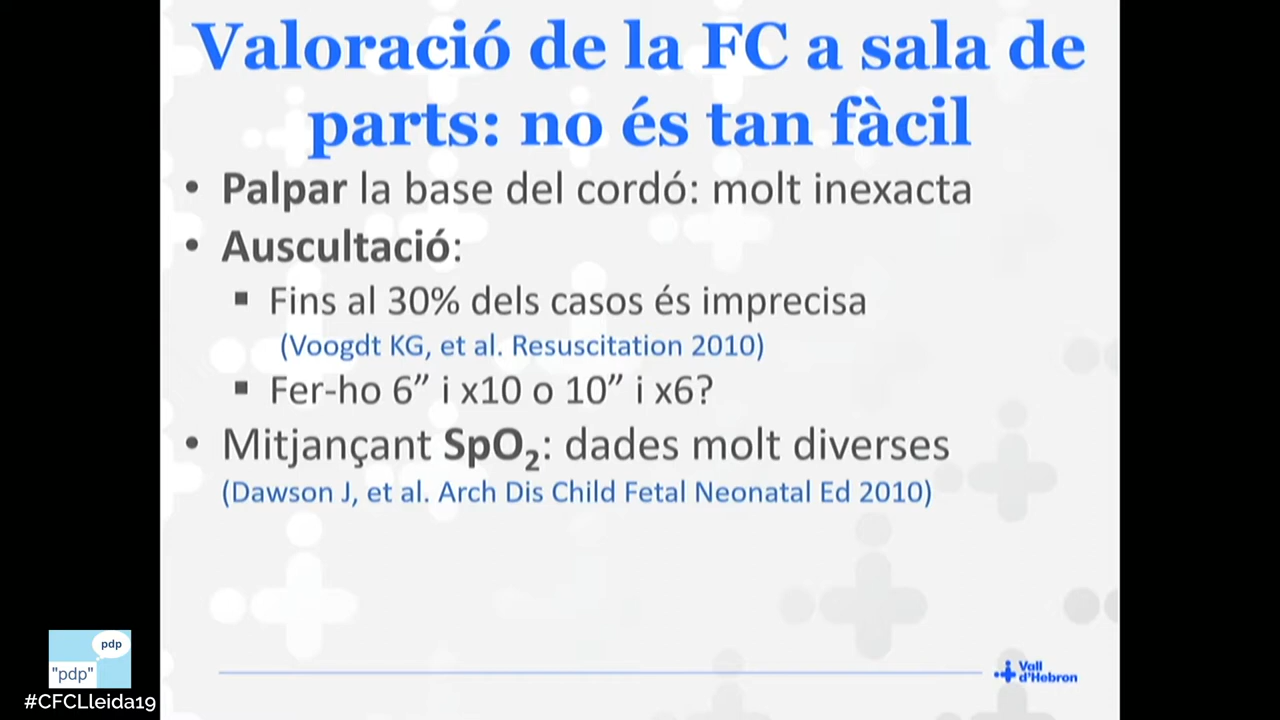 Valoració de la FC a sala de
parts: no és tan fàcil
• Palpar la base del cordó: molt inexacta
• Auscultació:
▪ Fins al 30% dels casos és imprecisa
(Voogdt KG, et al. Resuscitation 2010)
▪ Fer-ho 6” i x10 o 10” i x6?
• Mitjançant SpO₂: dades molt diverses
(Dawson J, et al. Arch Dis Child Fetal Neonatal Ed 2010)
pdp
"pdp"
#CFCLleida19
Vall
d'Hebron